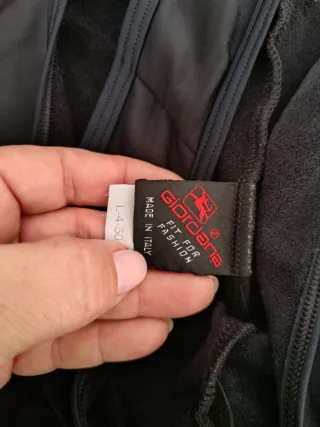 Giordana ®
FIT FOR
FASHION
MADE IN ITALY
L-4-50